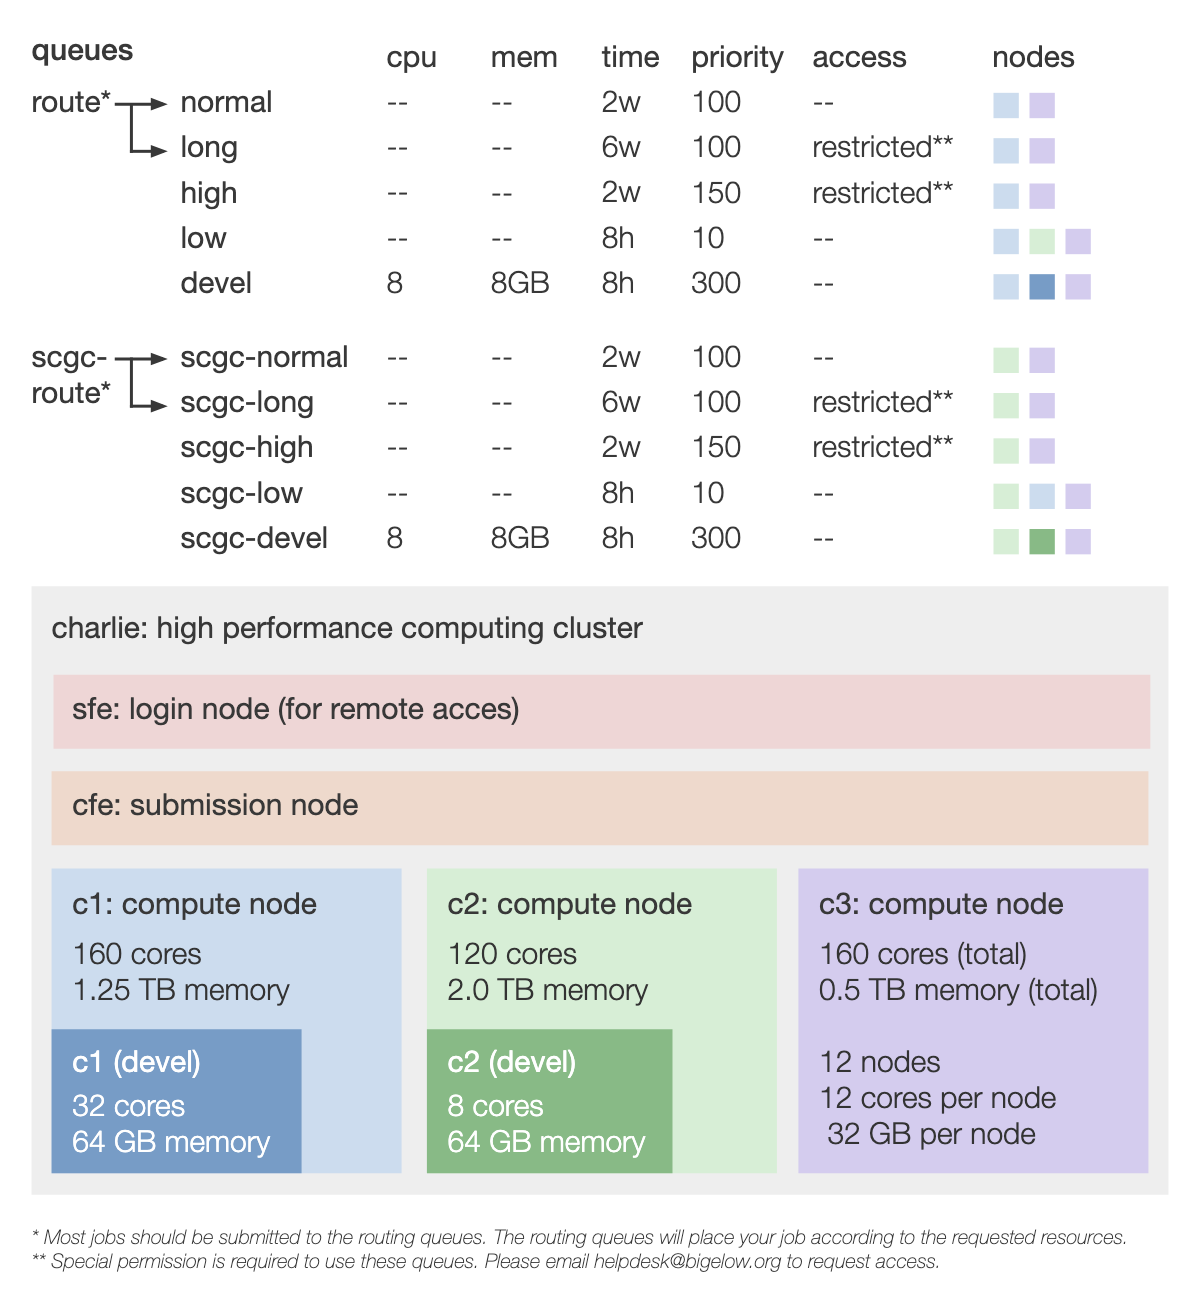 queues cpu mem time priority access nodes
route* normal -- -- 2w 100 --
long -- -- 6w 100 restricted**
high -- -- 2w 150 restricted**
low -- -- 8h 10 --
devel 8 8GB 8h 300 --
scgc-
route*
scgc-normal -- -- 2w 100 --
scgc-long -- -- 6w 100 restricted**
scgc-high -- -- 2w 150 restricted**
scgc-low -- -- 8h 10 --
scgc-devel 8 8GB 8h 300 --
charlie: high performance computing cluster
sfe: login node (for remote acces)
cfe: submission node
c1: compute node
160 cores
1.25 TB memory
c1 (devel)
32 cores
64 GB memory
c2: compute node
120 cores
2.0 TB memory
c2 (devel)
8 cores
64 GB memory
c3: compute node
160 cores (total)
0.5 TB memory (total)
12 nodes
12 cores per node
32 GB per node
* Most jobs should be submitted to the routing queues. The routing queues will place your job according to the requested resources.
** Special permission is required to use these queues. Please email helpdesk@bigelow.org to request access.